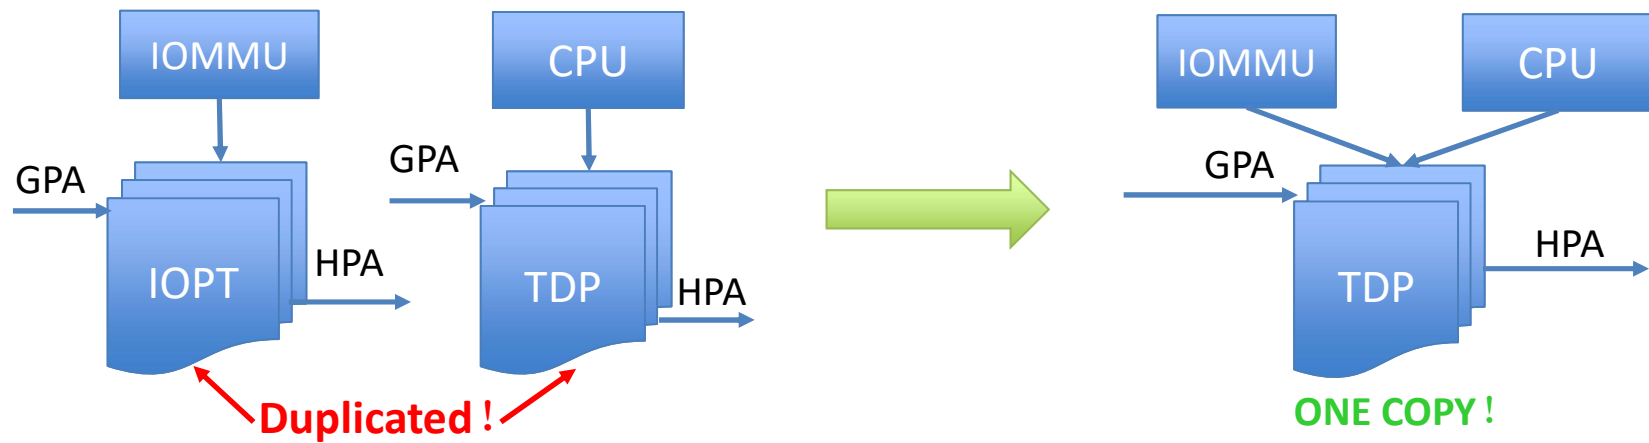 IOMMU
CPU
GPA
IOPT
HPA
GPA
TDP
HPA
Duplicated！
IOMMU
CPU
GPA
TDP
HPA
ONE COPY！